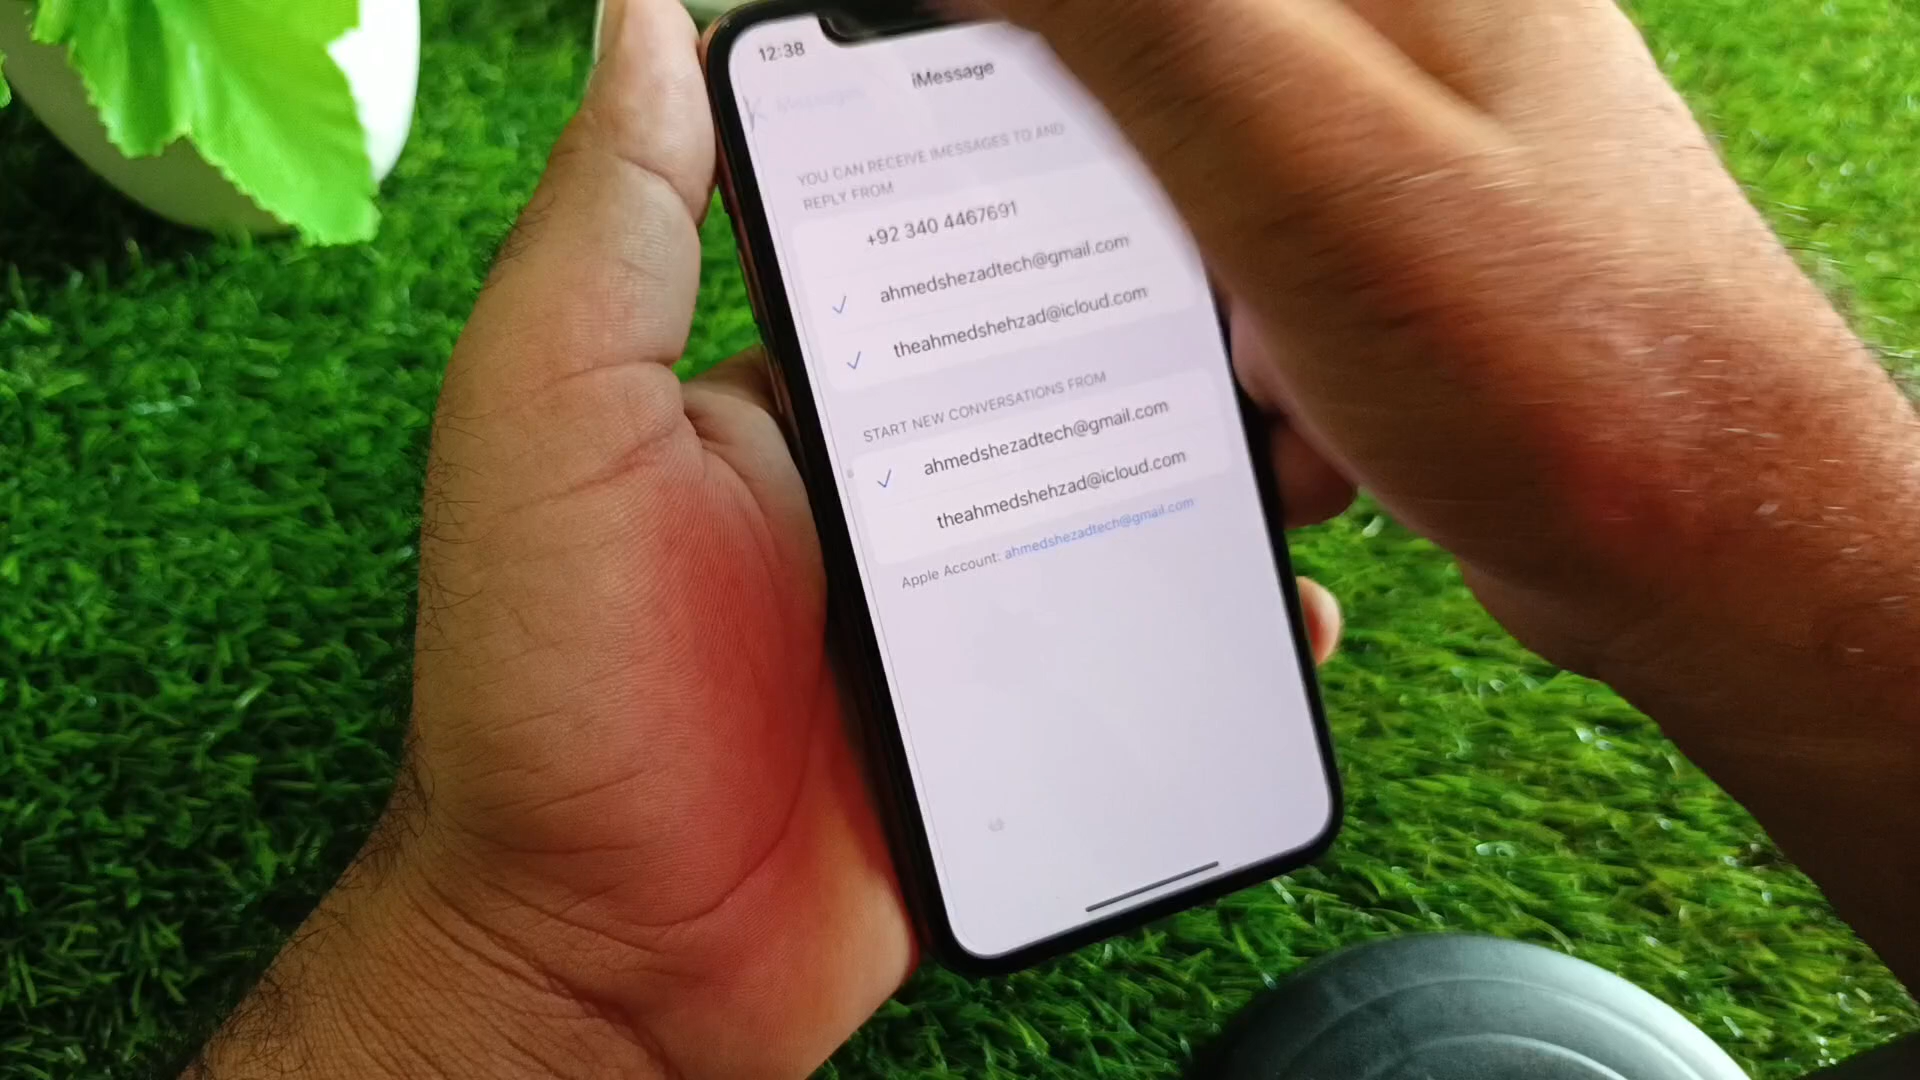 12:38
iMessage
Messages
YOU CAN RECEIVE IMESSAGES TO AND
REPLY FROM
+92 340 4467691
ahmedshezadtech@gmail.com
theahmedshehzad@icloud.com
START NEW CONVERSATIONS FROM
ahmedshezadtech@gmail.com
theahmedshehzad@icloud.com
Apple Account: ahmedshezadtech@gmail.com